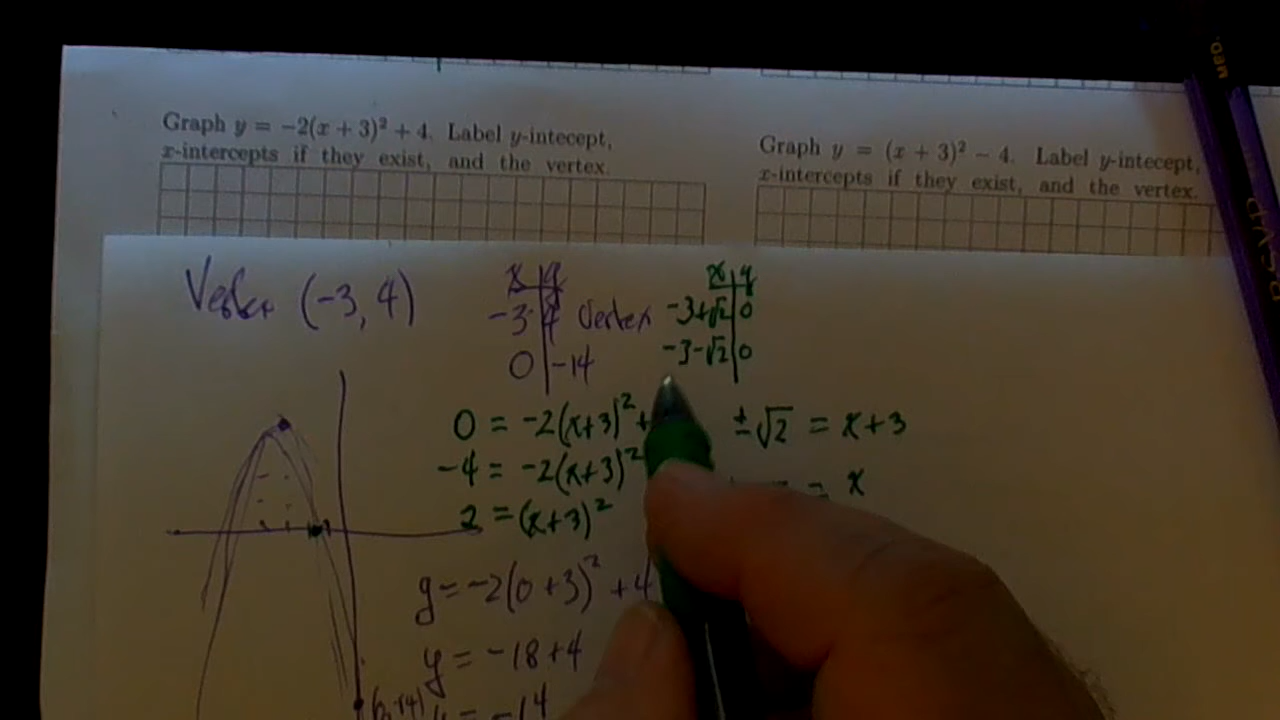 Graph y = −2(x + 3)² + 4. Label y-intecept,
x-intercepts if they exist, and the vertex.
Graph y = (x + 3)² − 4. Label y-intecept,
x-intercepts if they exist, and the vertex.
Vertex (-3, 4)
x y
-3 4 Vertex
0 -14
x y
-3+√2 0
-3-√2 0
0 = -2(x+3)² +
-4 = -2(x+3)²
2 = (x+3)²
± √2 = x+3
= x
y = -2(0+3)² + 4
y = -18+4
= -14
(0,-14)